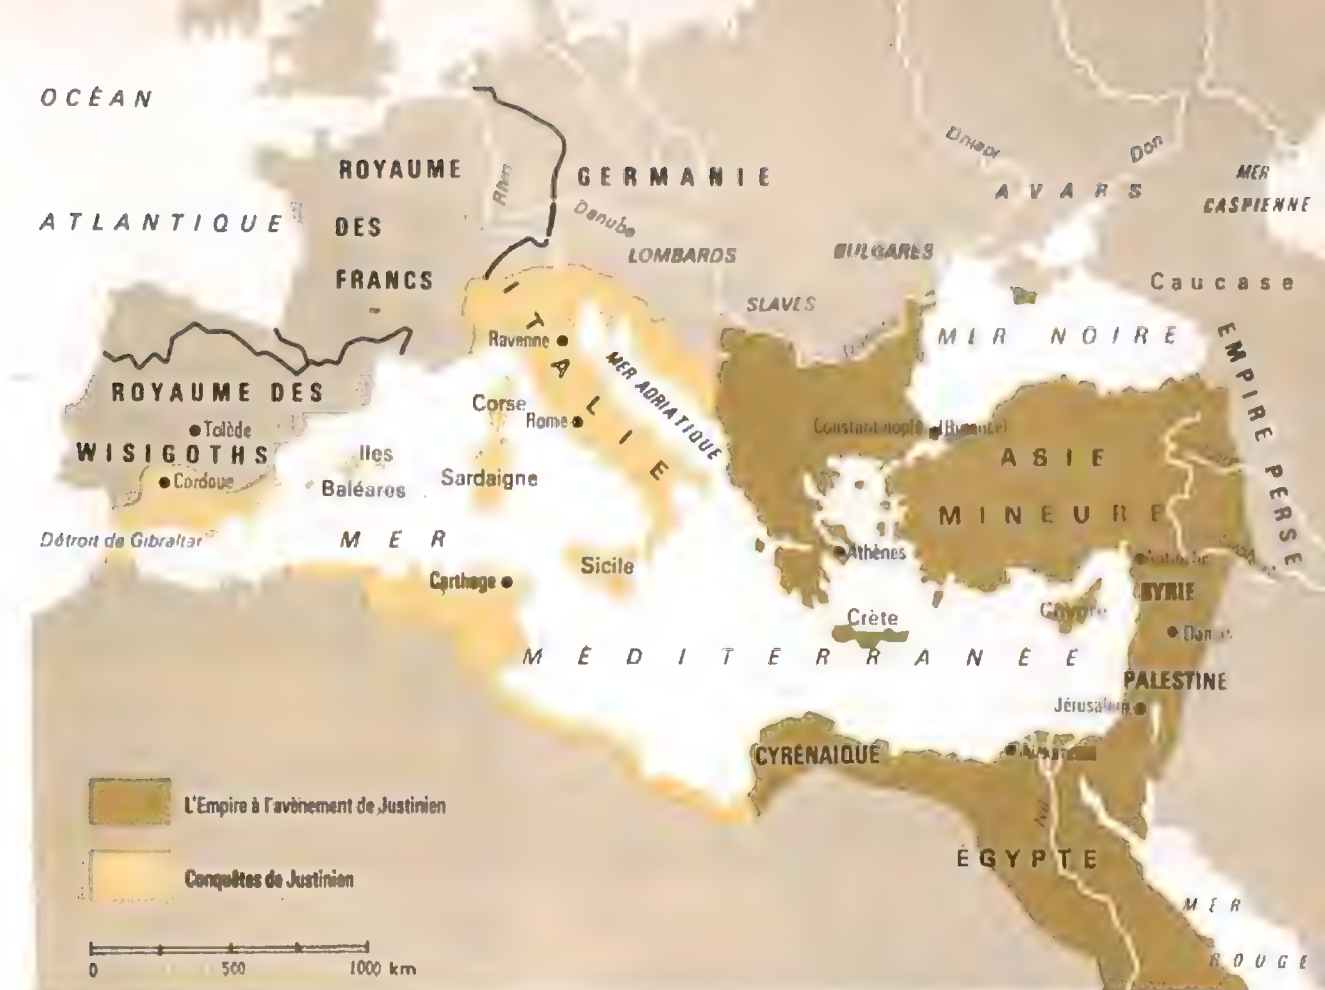 OCÉAN
ATLANTIQUE
ROYAUME
DES
FRANCS
Rhin
GERMANIE
Danube
LOMBARDS
BULGARES
SLAVES
AVARS
Don
MER
CASPIENNE
Caucase
MER NOIRE
EMPIRE PERSE
ITALIE
Ravenne
MER ADRIATIQUE
Corse
Rome
Sardaigne
ROYAUME DES
WISIGOTHS
Tolède
Cordoue
Iles
Baléares
Détroit de Gibraltar
MER
MÉDITERRANÉE
Carthage
Sicile
Constantinople
ASIE
MINEURE
Athènes
Crète
Chypre
SYRIE
PALESTINE
Jérusalem
CYRÉNAIQUE
Nil
ÉGYPTE
MER
ROUGE
L'Empire à l'avènement de Justinien
Conquêtes de Justinien
0 500 1000 km